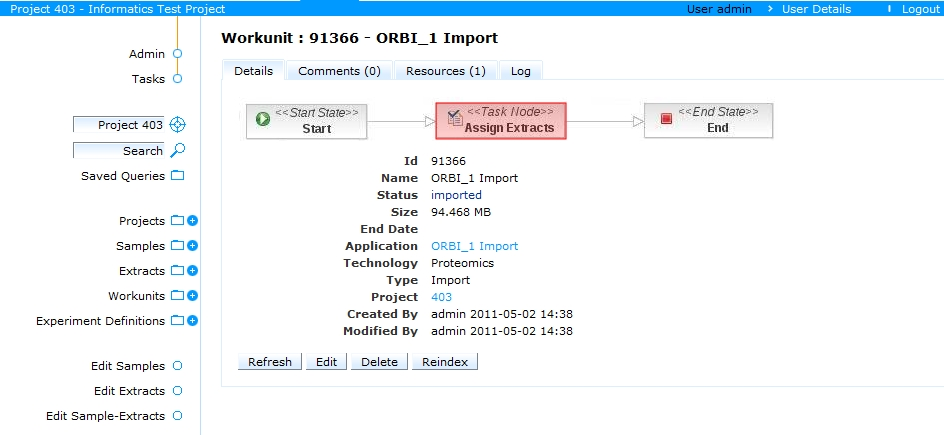 Project 403 - Informatics Test Project User admin User Details Logout
Admin
Tasks
Project 403
Search
Saved Queries
Projects
Samples
Extracts
Workunits
Experiment Definitions
Edit Samples
Edit Extracts
Edit Sample-Extracts
Workunit : 91366 - ORBI_1 Import
Details Comments (0) Resources (1) Log
<<Start State>> <<Task Node>> <<End State>>
Start Assign Extracts End
Id 91366
Name ORBI_1 Import
Status imported
Size 94.468 MB
End Date
Application ORBI_1 Import
Technology Proteomics
Type Import
Project 403
Created By admin 2011-05-02 14:38
Modified By admin 2011-05-02 14:38
Refresh Edit Delete Reindex